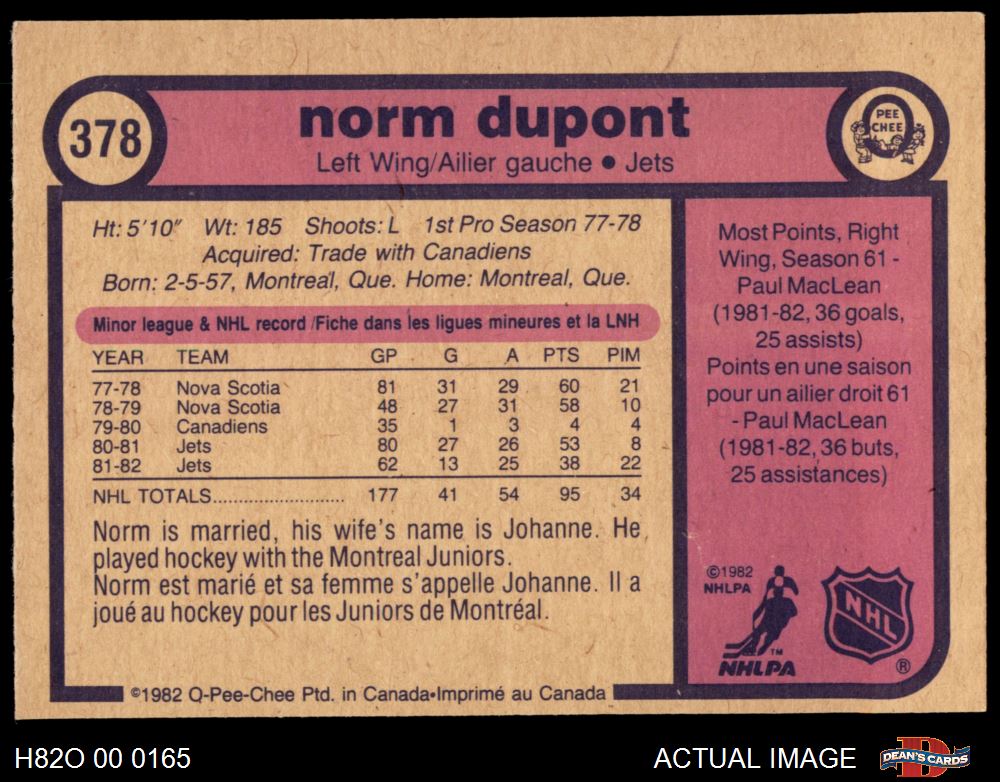 378
norm dupont
Left Wing/Ailier gauche • Jets
O PEE CHEE
Ht: 5'10" Wt: 185 Shoots: L 1st Pro Season 77-78
Acquired: Trade with Canadiens
Born: 2-5-57, Montreal, Que. Home: Montreal, Que.
Minor league & NHL record /Fiche dans les ligues mineures et la LNH
YEAR TEAM GP G A PTS PIM
77-78 Nova Scotia 81 31 29 60 21
78-79 Nova Scotia 48 27 31 58 10
79-80 Canadiens 35 1 3 4 4
80-81 Jets 80 27 26 53 8
81-82 Jets 62 13 25 38 22
NHL TOTALS........................ 177 41 54 95 34
Norm is married, his wife's name is Johanne. He
played hockey with the Montreal Juniors.
Norm est marié et sa femme s'appelle Johanne. Il a
joué au hockey pour les Juniors de Montréal.
Most Points, Right
Wing, Season 61 -
Paul MacLean
(1981-82, 36 goals,
25 assists)
Points en une saison
pour un ailier droit 61
- Paul MacLean
(1981-82, 36 buts,
25 assistances)
©1982
NHLPA
TM
NHLPA
NHL
®
©1982 O-Pee-Chee Ptd. in Canada•Imprimé au Canada
H82O 00 0165
ACTUAL IMAGE
D
DEAN'S CARDS